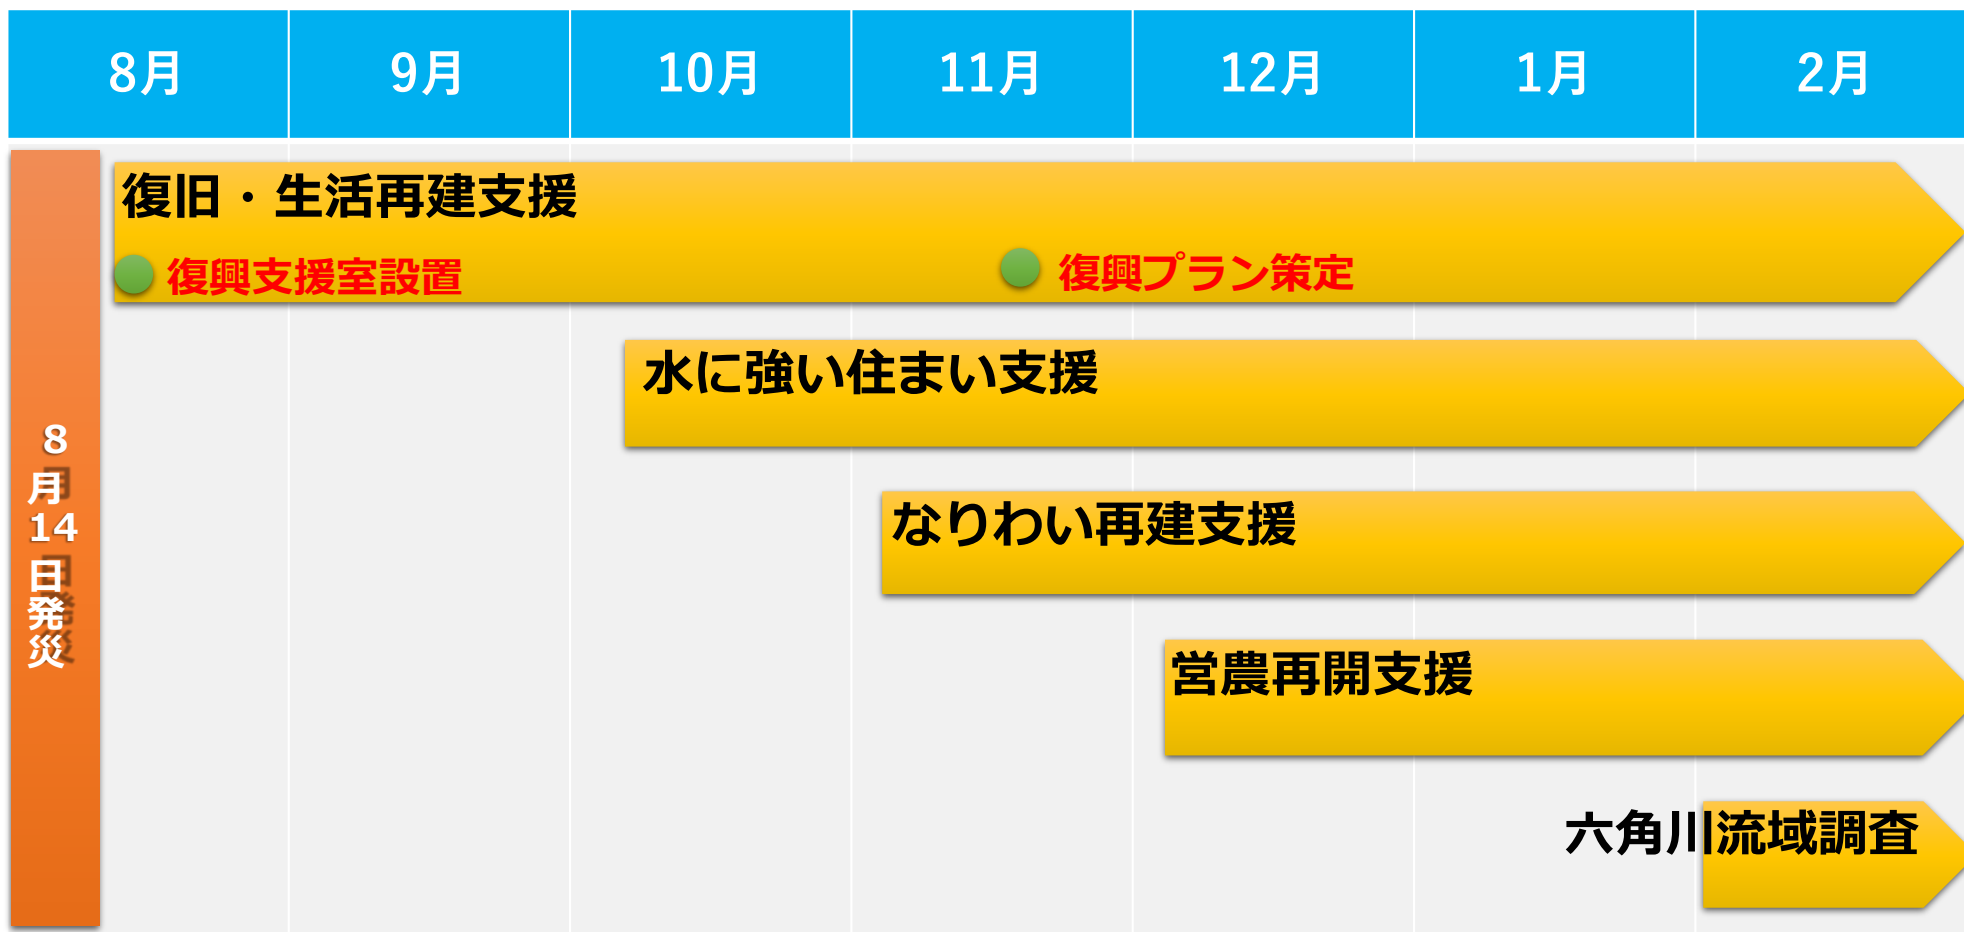 8月 9月 10月 11月 12月 1月 2月
8月14日発災
復旧・生活再建支援
復興支援室設置
復興プラン策定
水に強い住まい支援
なりわい再建支援
営農再開支援
六角川流域調査